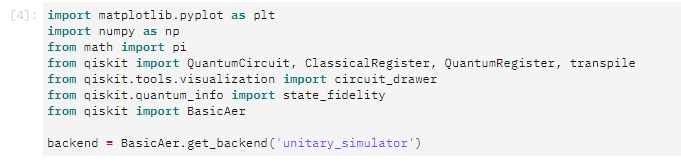 [4]: import matplotlib.pyplot as plt
import numpy as np
from math import pi
from qiskit import QuantumCircuit, ClassicalRegister, QuantumRegister, transpile
from qiskit.tools.visualization import circuit_drawer
from qiskit.quantum_info import state_fidelity
from qiskit import BasicAer
backend = BasicAer.get_backend('unitary_simulator')